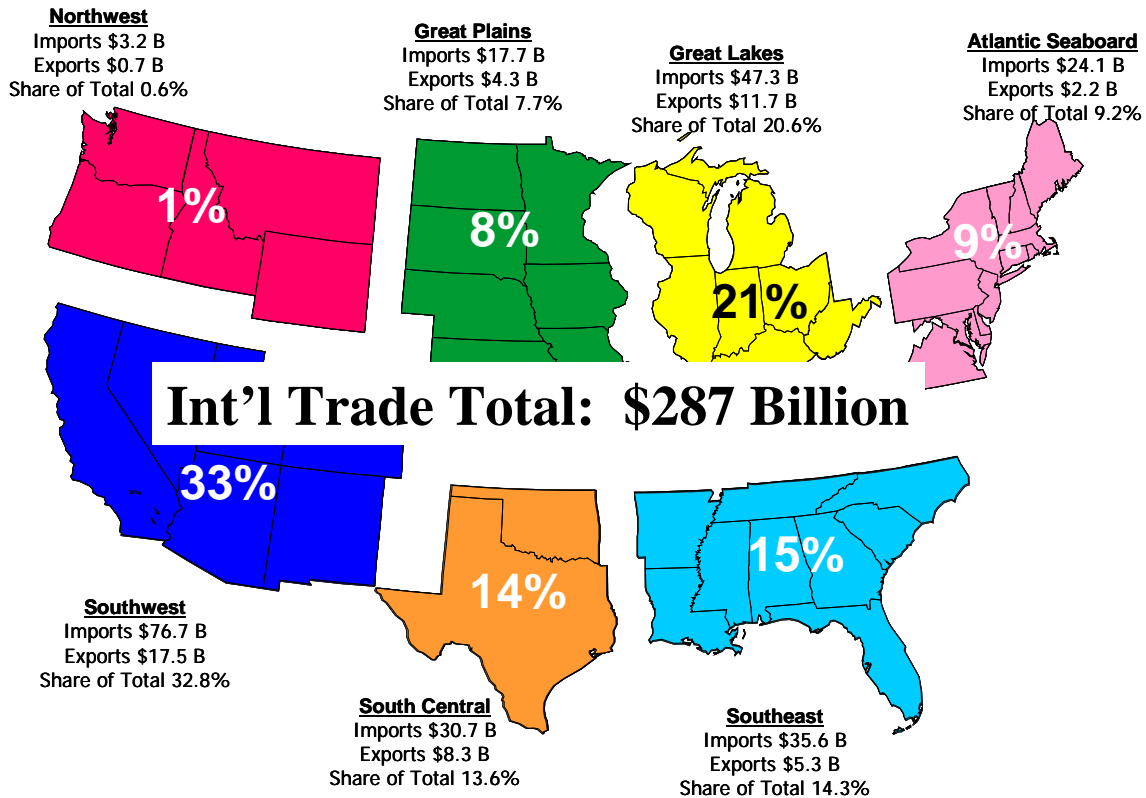 Northwest
Imports $3.2 B
Exports $0.7 B
Share of Total 0.6%
Great Plains
Imports $17.7 B
Exports $4.3 B
Share of Total 7.7%
Great Lakes
Imports $47.3 B
Exports $11.7 B
Share of Total 20.6%
Atlantic Seaboard
Imports $24.1 B
Exports $2.2 B
Share of Total 9.2%
1%
8%
21%
9%
Int’l Trade Total: $287 Billion
33%
14%
15%
Southwest
Imports $76.7 B
Exports $17.5 B
Share of Total 32.8%
South Central
Imports $30.7 B
Exports $8.3 B
Share of Total 13.6%
Southeast
Imports $35.6 B
Exports $5.3 B
Share of Total 14.3%